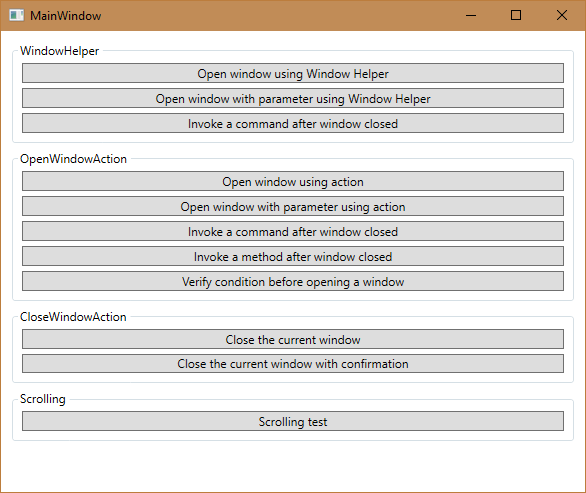 MainWindow
WindowHelper
Open window using Window Helper
Open window with parameter using Window Helper
Invoke a command after window closed
OpenWindowAction
Open window using action
Open window with parameter using action
Invoke a command after window closed
Invoke a method after window closed
Verify condition before opening a window
CloseWindowAction
Close the current window
Close the current window with confirmation
Scrolling
Scrolling test